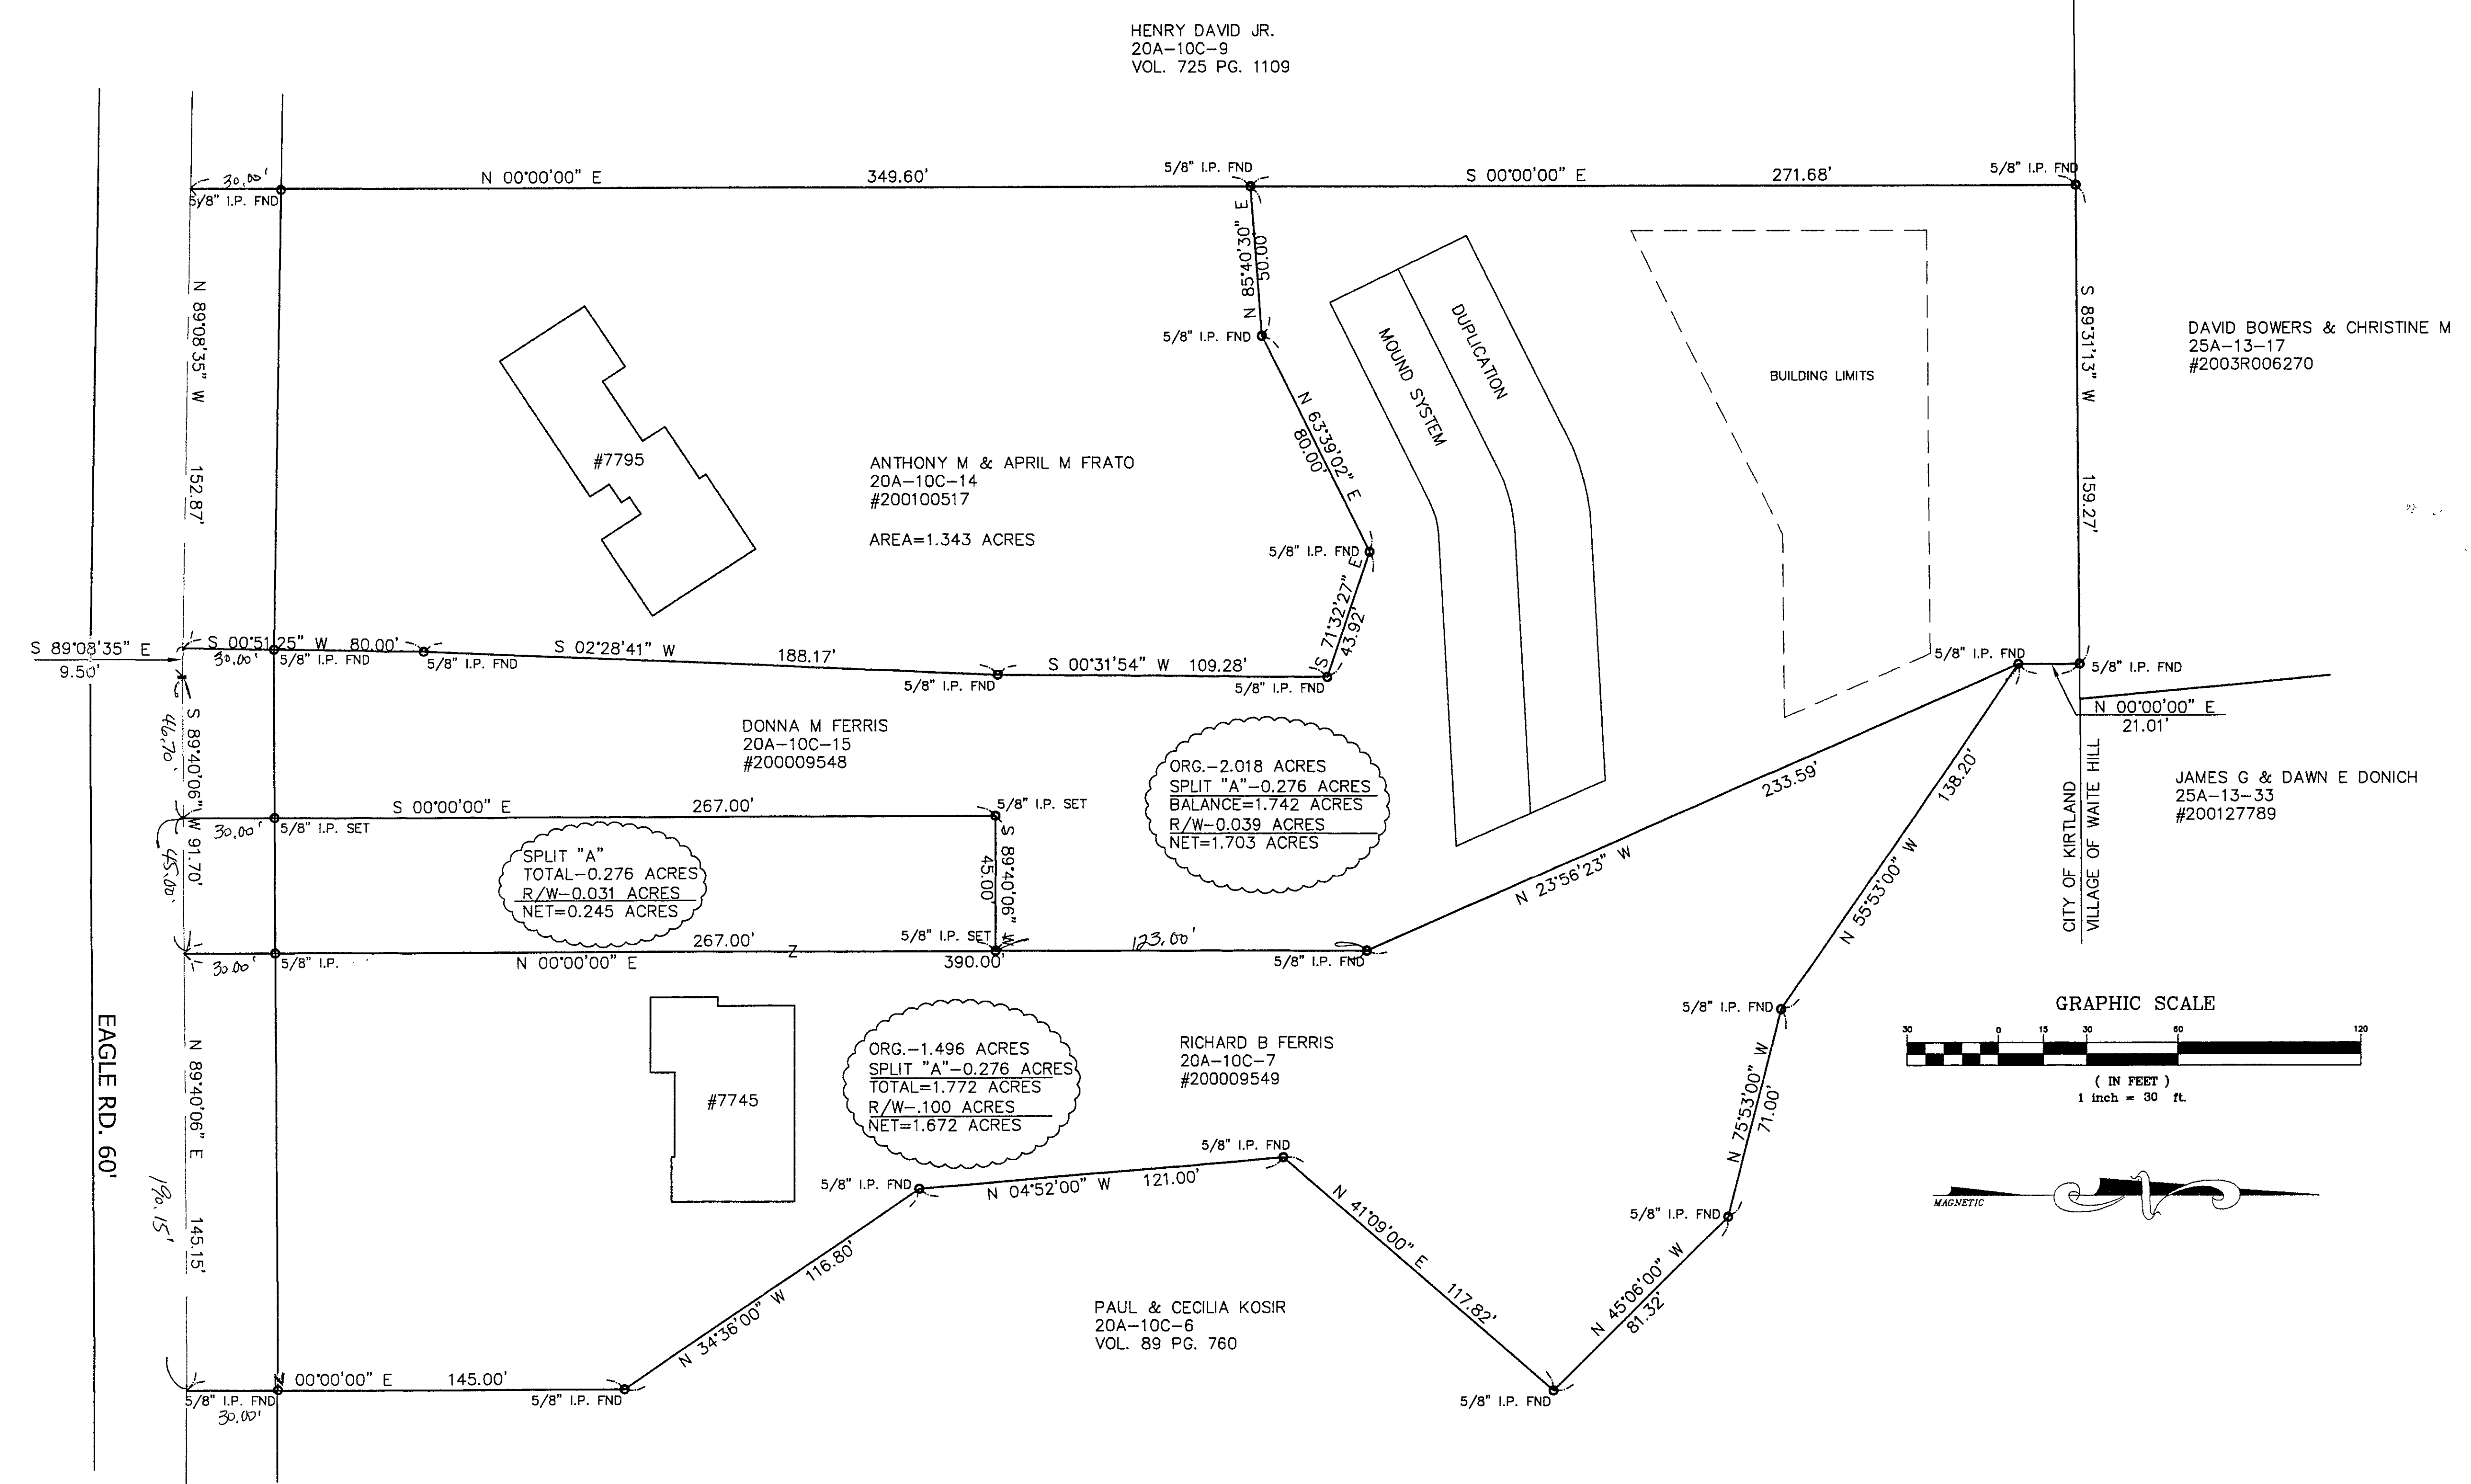 HENRY DAVID JR.
20A-10C-9
VOL. 725 PG. 1109
30.00'
5/8" I.P. FND
N 00°00'00" E 349.60'
5/8" I.P. FND
S 00°00'00" E 271.68'
5/8" I.P. FND
N 89°08'35" W 152.87'
N 85°40'30" E
50.00
5/8" I.P. FND
N 63°39'02" E
80.00'
5/8" I.P. FND
S 71°32'27" E
43.92'
MOUND SYSTEM
DUPLICATION
BUILDING LIMITS
S 89°31'13" W 159.27'
DAVID BOWERS & CHRISTINE M
25A-13-17
#2003R006270
#7795
ANTHONY M & APRIL M FRATO
20A-10C-14
#200100517
AREA=1.343 ACRES
S 89°08'35" E
9.50'
S 00°51'25" W 80.00'
30.00'
5/8" I.P. FND
5/8" I.P. FND
S 02°28'41" W 188.17'
5/8" I.P. FND
S 00°31'54" W 109.28'
5/8" I.P. FND
5/8" I.P. FND
5/8" I.P. FND
N 00°00'00" E
21.01'
46.70'
S 89°40'06" W 91.70'
DONNA M FERRIS
20A-10C-15
#200009548
ORG.-2.018 ACRES
SPLIT "A"-0.276 ACRES
BALANCE=1.742 ACRES
R/W-0.039 ACRES
NET=1.703 ACRES
233.59'
N 23°56'23" W
138.20'
N 55°53'00" W
CITY OF KIRTLAND
VILLAGE OF WAITE HILL
JAMES G & DAWN E DONICH
25A-13-33
#200127789
S 00°00'00" E 267.00'
5/8" I.P. SET
30.00'
5/8" I.P. SET
45.00'
SPLIT "A"
TOTAL-0.276 ACRES
R/W-0.031 ACRES
NET=0.245 ACRES
S 89°40'06" W
45.00'
267.00'
5/8" I.P. SET
123.00'
30.00'
5/8" I.P.
N 00°00'00" E
Z
390.00'
5/8" I.P. FND
EAGLE RD. 60'
N 89°40'06" E 145.15'
190.15'
#7745
ORG.-1.496 ACRES
SPLIT "A"-0.276 ACRES
TOTAL=1.772 ACRES
R/W-.100 ACRES
NET=1.672 ACRES
RICHARD B FERRIS
20A-10C-7
#200009549
5/8" I.P. FND
N 75°53'00" W
71.00'
GRAPHIC SCALE
30 0 15 30 60 120
( IN FEET )
1 inch = 30 ft.
MAGNETIC
5/8" I.P. FND
5/8" I.P. FND
N 04°52'00" W 121.00'
5/8" I.P. FND
N 41°09'00" E 117.82'
N 45°06'00" W
81.32'
5/8" I.P. FND
116.80'
N 34°36'00" W
PAUL & CECILIA KOSIR
20A-10C-6
VOL. 89 PG. 760
N 00°00'00" E 145.00'
5/8" I.P. FND
30.00'
5/8" I.P. FND